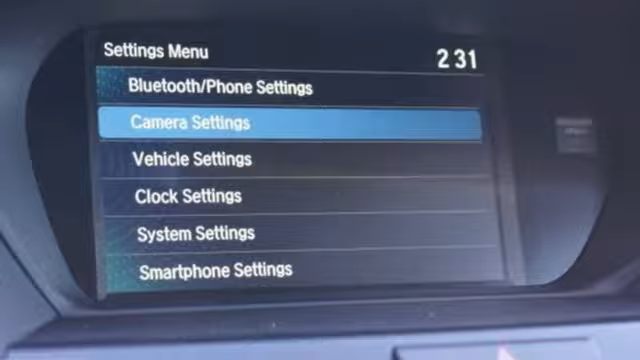 Settings Menu
2 31
Bluetooth/Phone Settings
Camera Settings
Vehicle Settings
Clock Settings
System Settings
Smartphone Settings